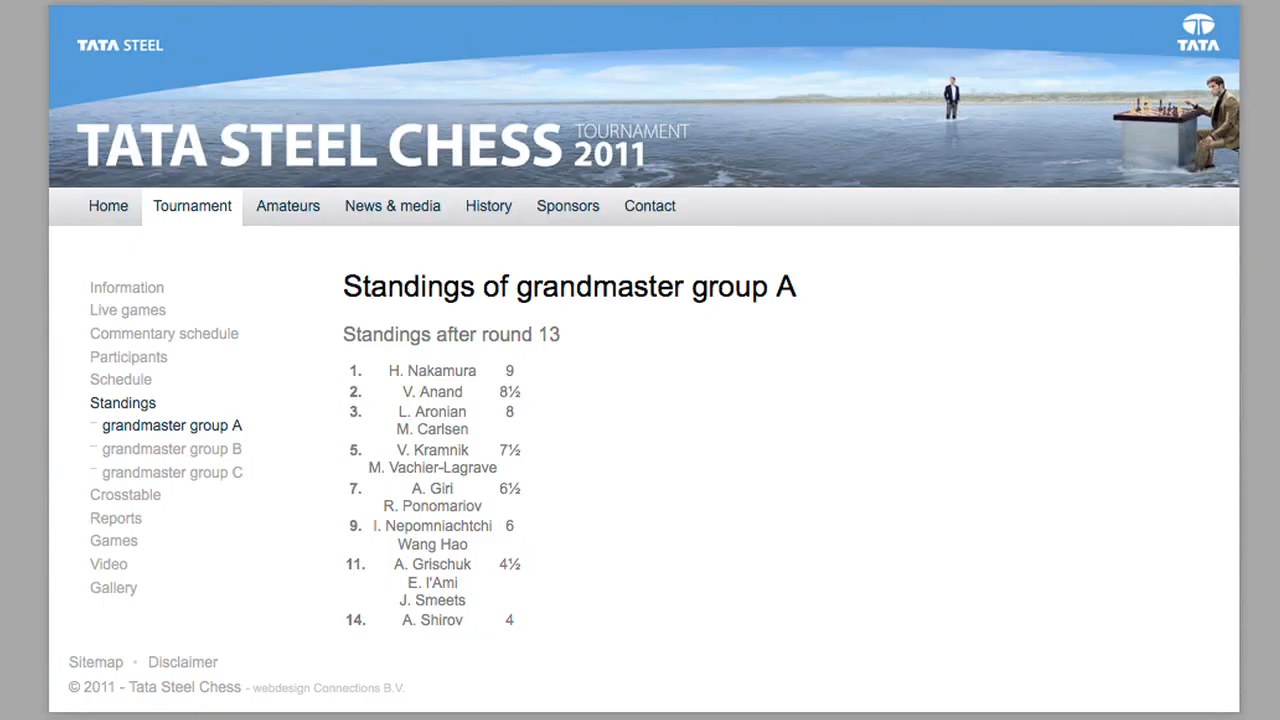 TATA STEEL
TATA
TATA STEEL CHESS TOURNAMENT 2011
Home Tournament Amateurs News & media History Sponsors Contact
Information
Live games
Commentary schedule
Participants
Schedule
Standings
grandmaster group A
grandmaster group B
grandmaster group C
Crosstable
Reports
Games
Video
Gallery
Standings of grandmaster group A
Standings after round 13
1. H. Nakamura 9
2. V. Anand 8½
3. L. Aronian 8
M. Carlsen
5. V. Kramnik 7½
M. Vachier-Lagrave
7. A. Giri 6½
R. Ponomariov
9. I. Nepomniachtchi 6
Wang Hao
11. A. Grischuk 4½
E. l'Ami
J. Smeets
14. A. Shirov 4
Sitemap • Disclaimer
© 2011 - Tata Steel Chess - webdesign Connections B.V.